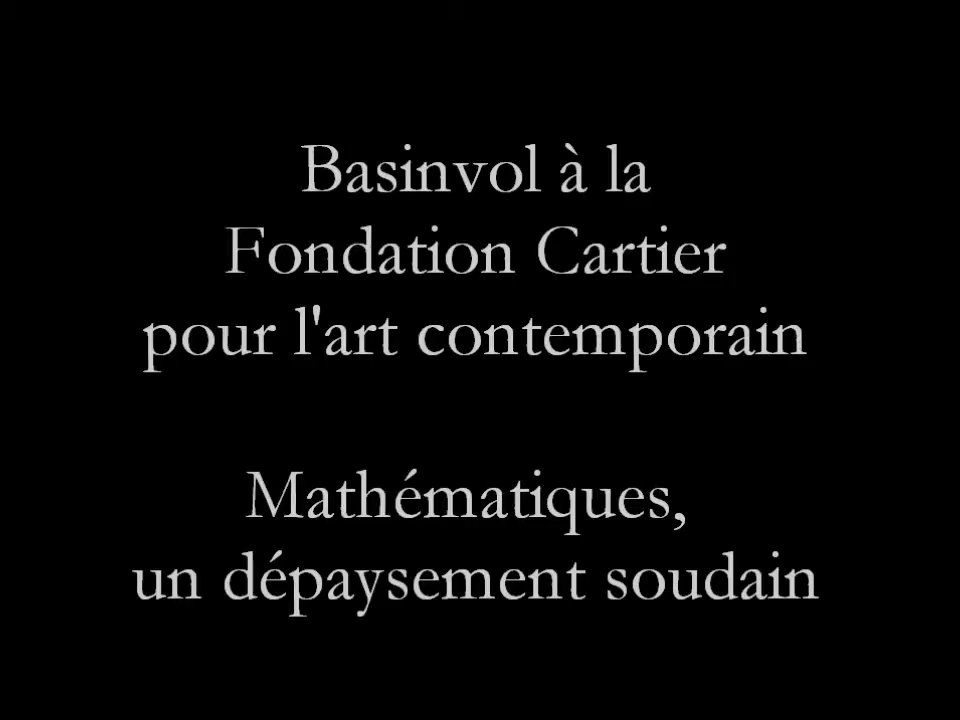 Basinvol à la
Fondation Cartier
pour l'art contemporain
Mathématiques,
un dépaysement soudain